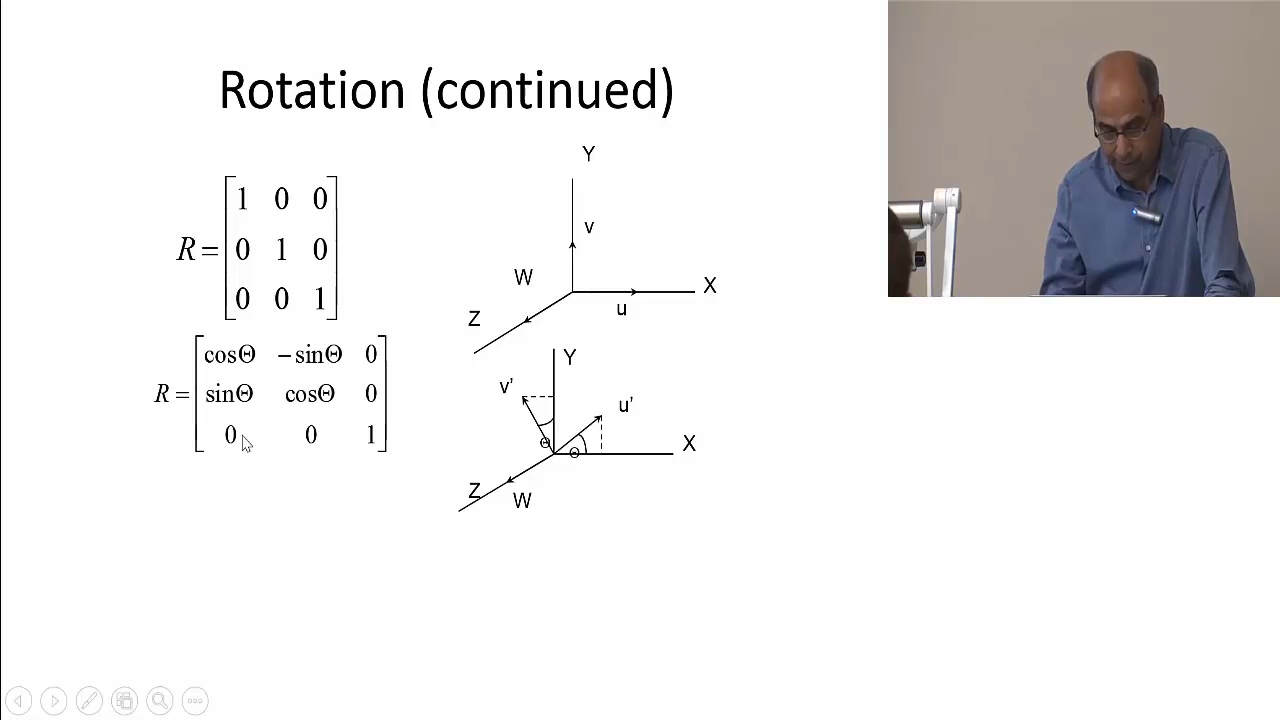 Rotation (continued)
R = [1 0 0
0 1 0
0 0 1]
R = [cosΘ −sinΘ 0
sinΘ cosΘ 0
0 0 1]
Y
v
W
X
u
Z
Y
v'
u'
Θ
Θ
X
Z
W